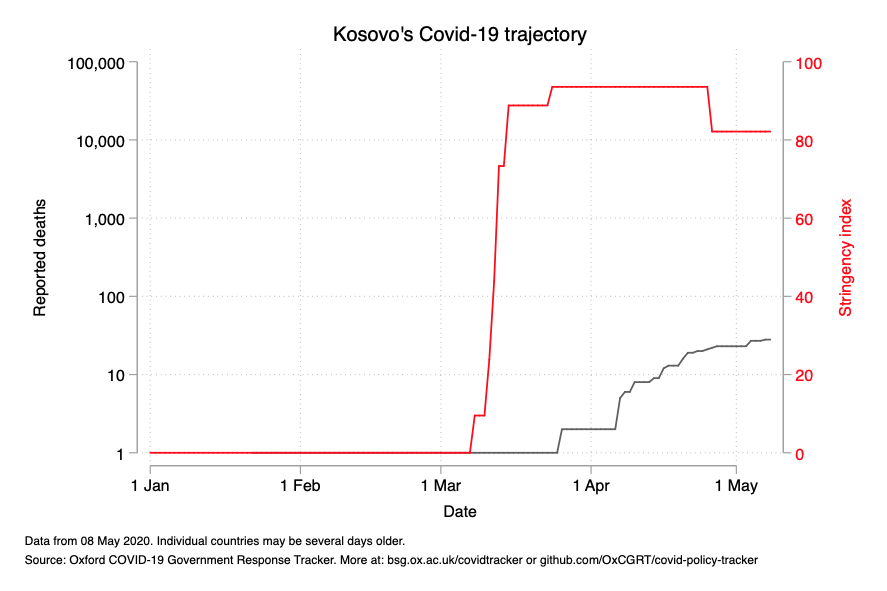 Kosovo's Covid-19 trajectory
100,000
10,000
1,000
100
10
1
Reported deaths
100
80
60
40
20
0
Stringency index
1 Jan
1 Feb
1 Mar
1 Apr
1 May
Date
Data from 08 May 2020. Individual countries may be several days older.
Source: Oxford COVID-19 Government Response Tracker. More at: bsg.ox.ac.uk/covidtracker or github.com/OxCGRT/covid-policy-tracker